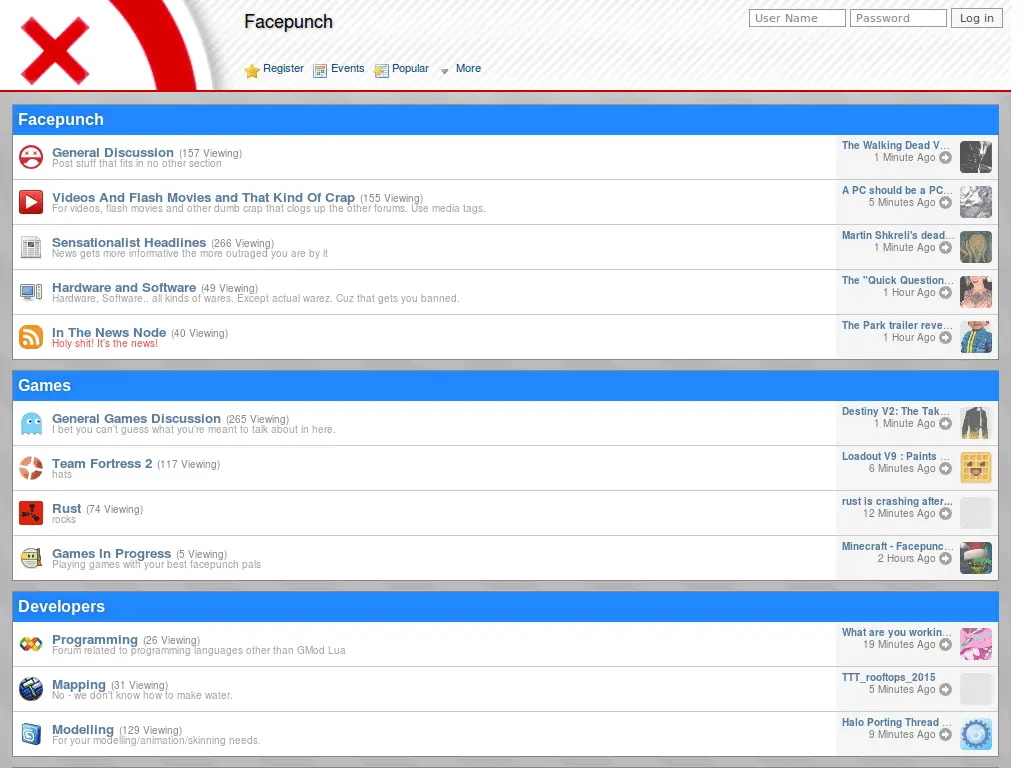 Facepunch
User Name
Password
Log in
Register
Events
Popular
More
Facepunch
General Discussion (157 Viewing)
Post stuff that fits in no other section
The Walking Dead V...
1 Minute Ago
Videos And Flash Movies and That Kind Of Crap (155 Viewing)
For videos, flash movies and other dumb crap that clogs up the other forums. Use media tags.
A PC should be a PC...
5 Minutes Ago
Sensationalist Headlines (266 Viewing)
News gets more informative the more outraged you are by it
Martin Shkreli's dead...
1 Minute Ago
Hardware and Software (49 Viewing)
Hardware, Software.. all kinds of wares. Except actual warez. Cuz that gets you banned.
The "Quick Question...
1 Hour Ago
In The News Node (40 Viewing)
Holy shit! It's the news!
The Park trailer reve...
1 Hour Ago
Games
General Games Discussion (265 Viewing)
I bet you can't guess what you're meant to talk about in here.
Destiny V2: The Tak...
1 Minute Ago
Team Fortress 2 (117 Viewing)
hats
Loadout V9 : Paints ...
6 Minutes Ago
Rust (74 Viewing)
rocks
rust is crashing after...
12 Minutes Ago
Games In Progress (5 Viewing)
Playing games with your best facepunch pals
Minecraft - Facepunc...
2 Hours Ago
Developers
Programming (26 Viewing)
Forum related to programming languages other than GMod Lua
What are you workin...
19 Minutes Ago
Mapping (31 Viewing)
No - we don't know how to make water.
TTT_rooftops_2015
5 Minutes Ago
Modelling (129 Viewing)
For your modelling/animation/skinning needs.
Halo Porting Thread ...
9 Minutes Ago